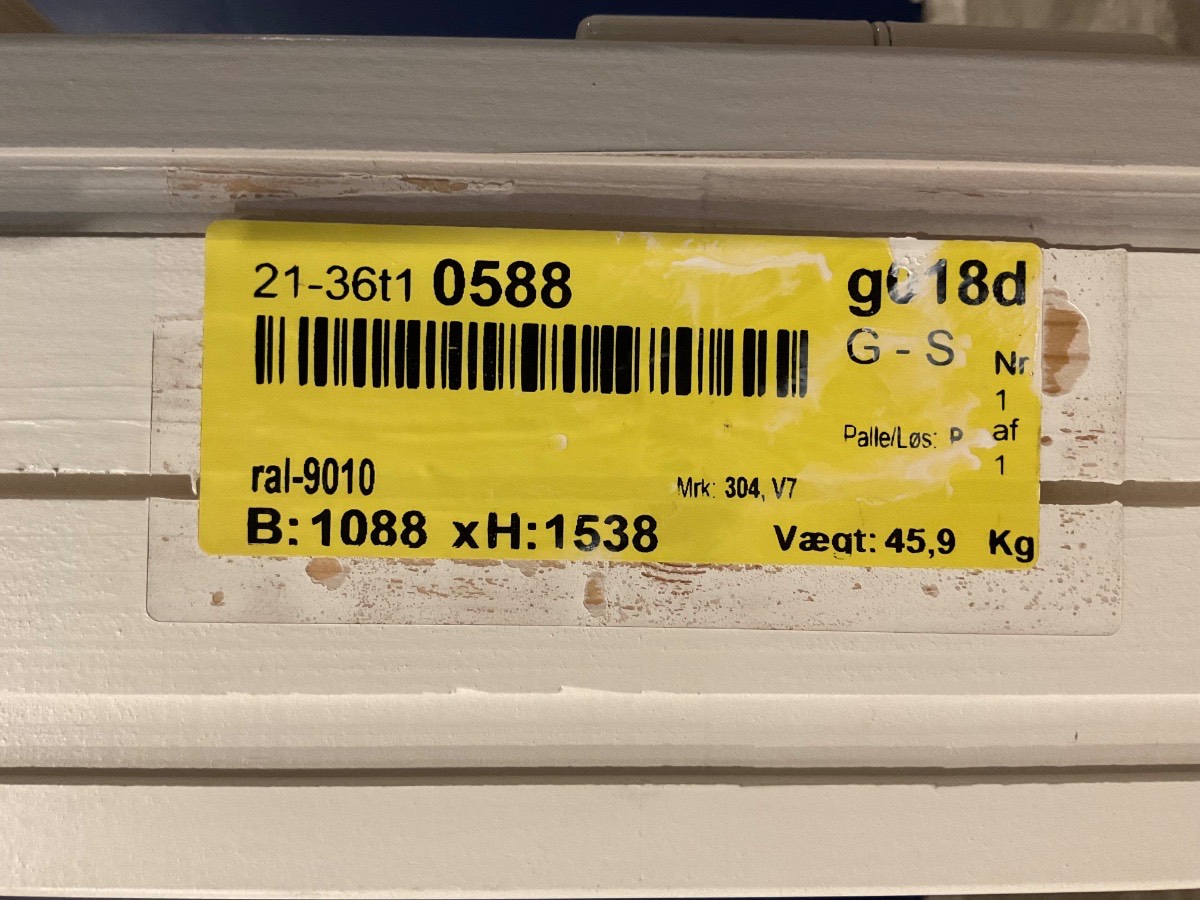 21-36t1 0588
g018d
G - S
Nr.
1
af
1
Palle/Løs: P
ral-9010
Mrk: 304, V7
B: 1088 x H: 1538
Vægt: 45,9 Kg